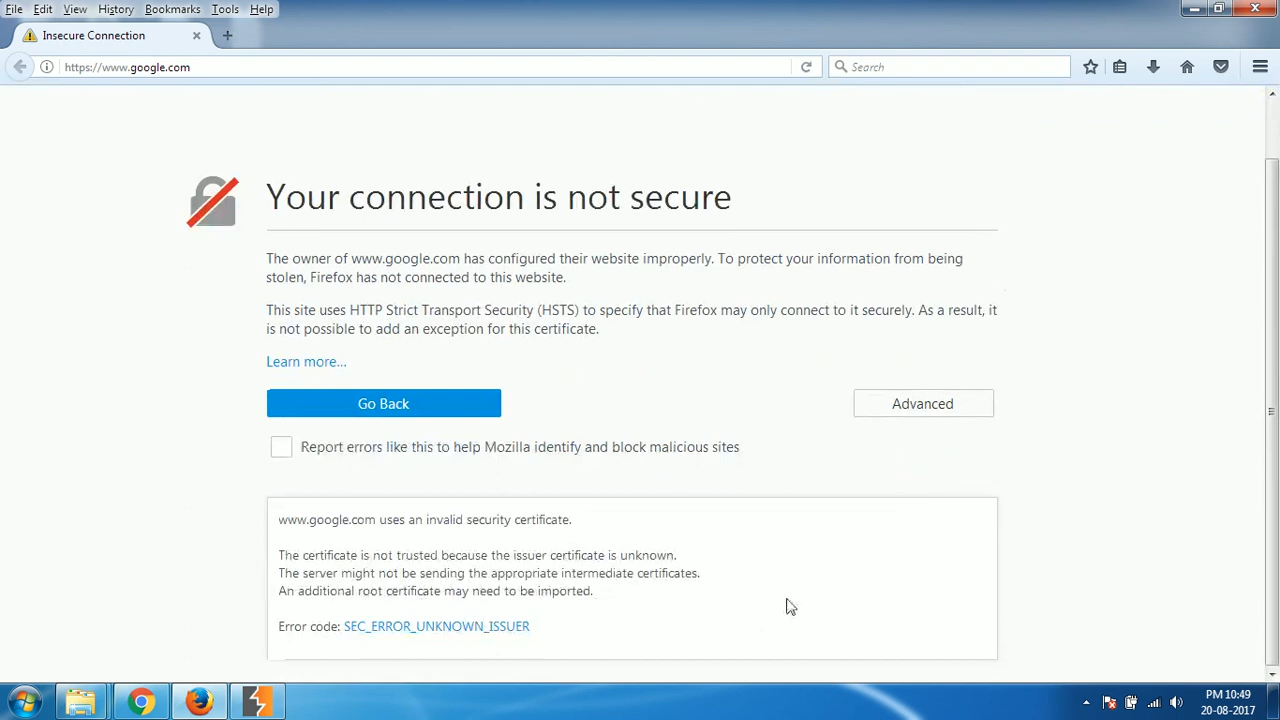 File Edit View History Bookmarks Tools Help
Insecure Connection
https://www.google.com
Search
Your connection is not secure
The owner of www.google.com has configured their website improperly. To protect your information from being
stolen, Firefox has not connected to this website.
This site uses HTTP Strict Transport Security (HSTS) to specify that Firefox may only connect to it securely. As a result, it
is not possible to add an exception for this certificate.
Learn more...
Go Back
Advanced
Report errors like this to help Mozilla identify and block malicious sites
www.google.com uses an invalid security certificate.
The certificate is not trusted because the issuer certificate is unknown.
The server might not be sending the appropriate intermediate certificates.
An additional root certificate may need to be imported.
Error code: SEC_ERROR_UNKNOWN_ISSUER
PM 10:49
20-08-2017